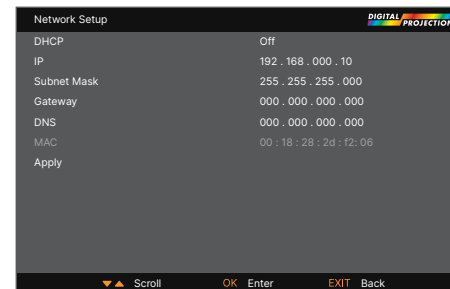 Network Setup DIGITAL PROJECTION
DHCP Off
IP 192 . 168 . 000 . 10
Subnet Mask 255 . 255 . 255 . 000
Gateway 000 . 000 . 000 . 000
DNS 000 . 000 . 000 . 000
MAC 00 : 18 : 28 : 2d : f2: 06
Apply
Scroll OK Enter EXIT Back